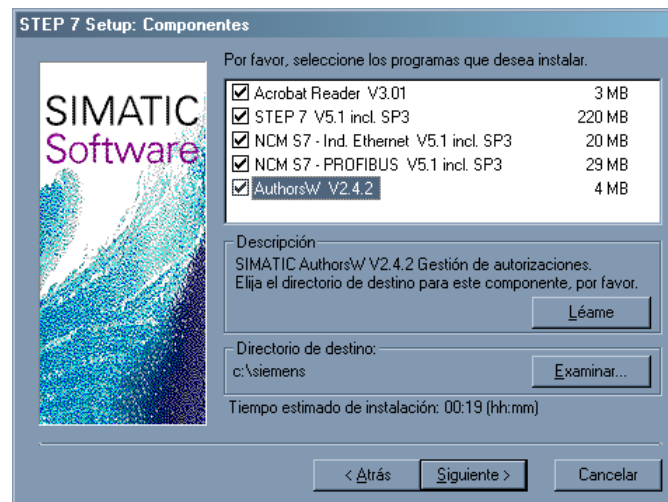 STEP 7 Setup: Componentes
Por favor, seleccione los programas que desea instalar.
SIMATIC
Software
Acrobat Reader V3.01 3 MB
STEP 7 V5.1 incl. SP3 220 MB
NCM S7 - Ind. Ethernet V5.1 incl. SP3 20 MB
NCM S7 - PROFIBUS V5.1 incl. SP3 29 MB
AuthorsW V2.4.2 4 MB
Descripción
SIMATIC AuthorsW V2.4.2 Gestión de autorizaciones.
Elija el directorio de destino para este componente, por favor.
Léame
Directorio de destino:
c:\siemens Examinar...
Tiempo estimado de instalación: 00:19 (hh:mm)
< Atrás Siguiente > Cancelar